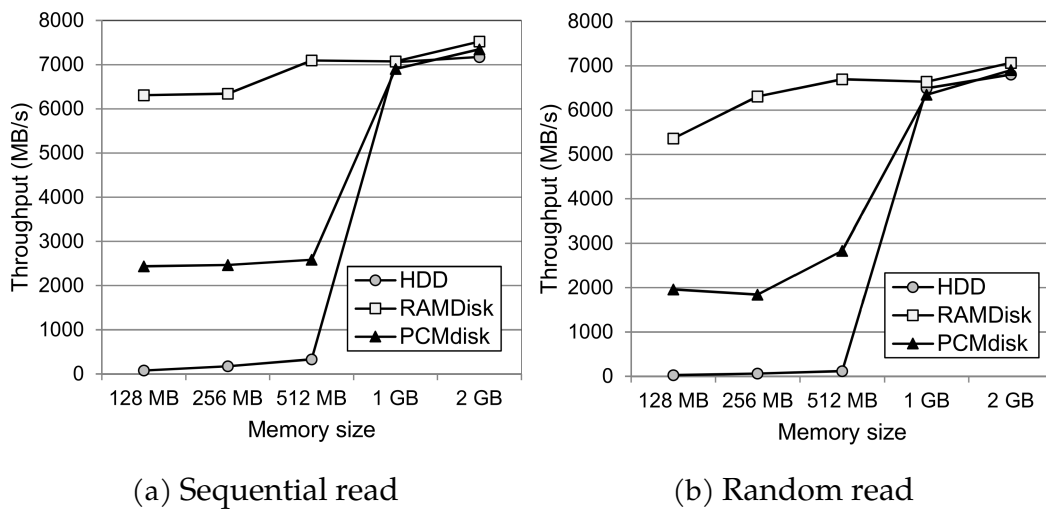 8000
7000
6000
5000
4000
3000
2000
1000
0
Throughput (MB/s)
128 MB 256 MB 512 MB 1 GB 2 GB
Memory size
HDD
RAMDisk
PCMdisk
(a) Sequential read
8000
7000
6000
5000
4000
3000
2000
1000
0
Throughput (MB/s)
128 MB 256 MB 512 MB 1 GB 2 GB
Memory size
HDD
RAMDisk
PCMdisk
(b) Random read